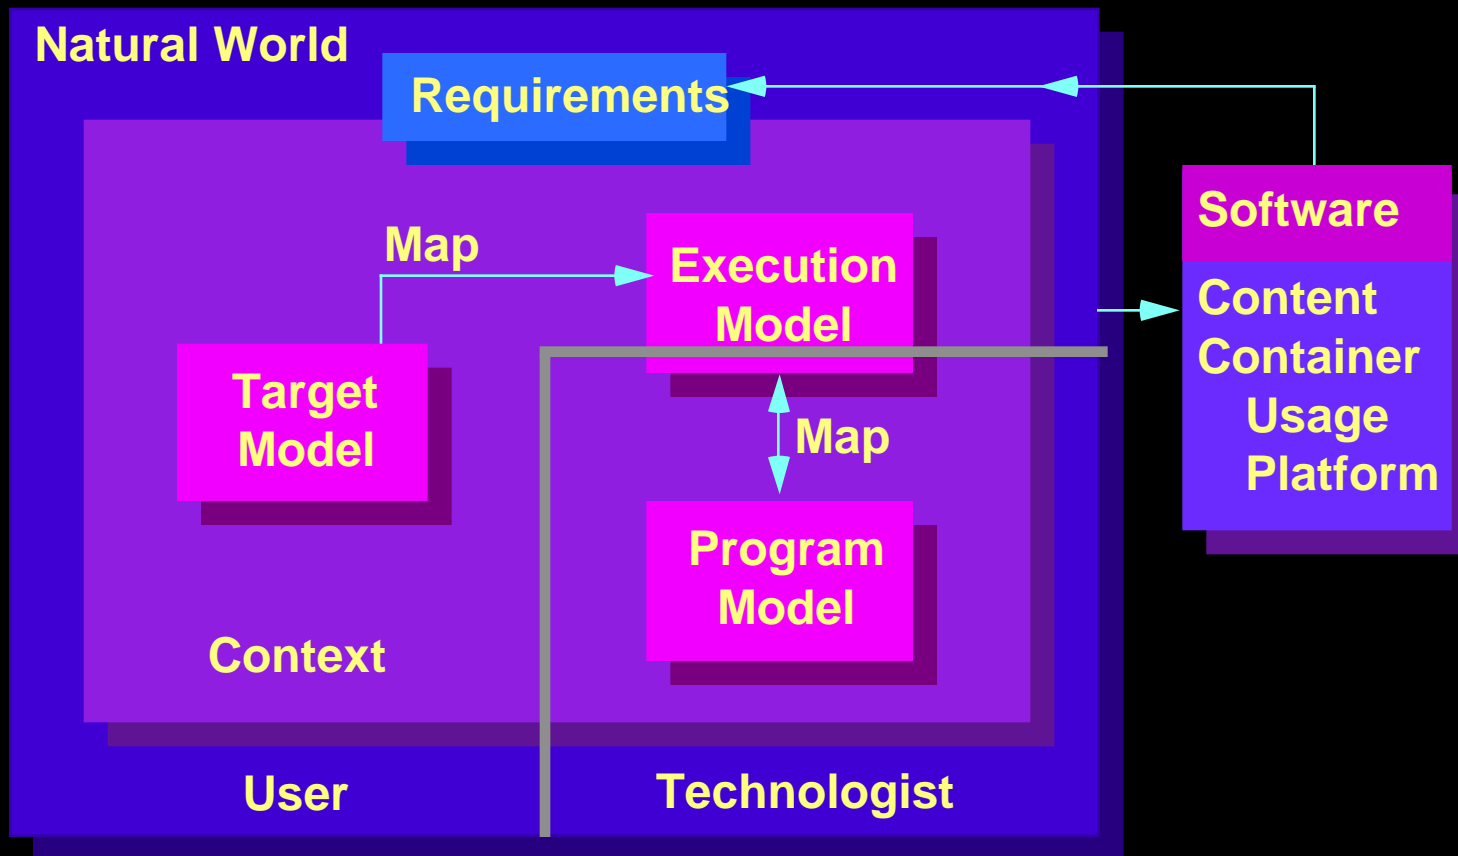 Natural World
Requirements
Map
Execution
Model
Target
Model
Map
Program
Model
Context
User
Technologist
Software
Content
Container
Usage
Platform